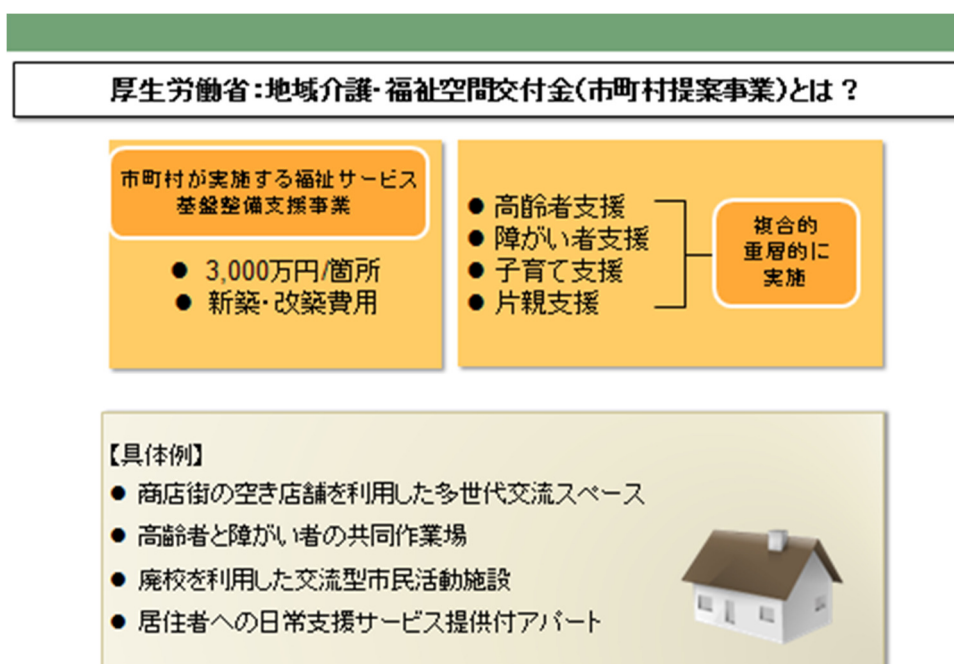 厚生労働省：地域介護・福祉空間交付金（市町村提案事業）とは？
市町村が実施する福祉サービス
基盤整備支援事業
● 3,000万円/箇所
● 新築・改築費用
● 高齢者支援
● 障がい者支援
● 子育て支援
● 片親支援
複合的
重層的に
実施
【具体例】
● 商店街の空き店舗を利用した多世代交流スペース
● 高齢者と障がい者の共同作業場
● 廃校を利用した交流型市民活動施設
● 居住者への日常支援サービス提供付アパート